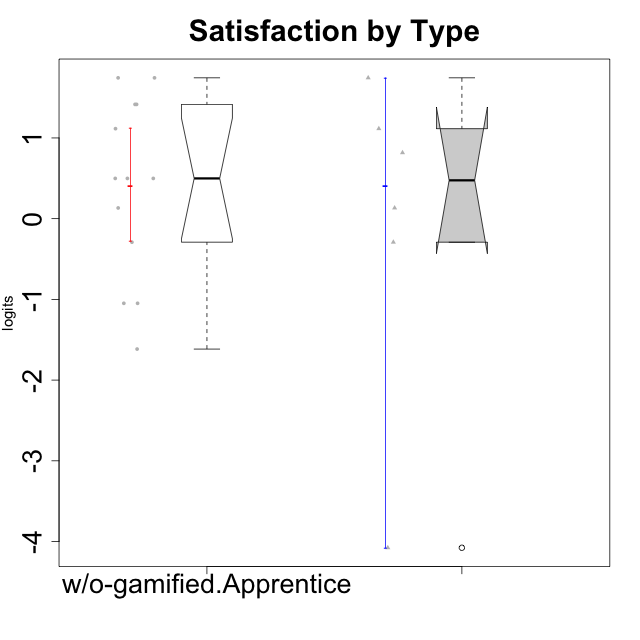 Satisfaction by Type
logits
1
0
-1
-2
-3
-4
w/o-gamified.Apprentice